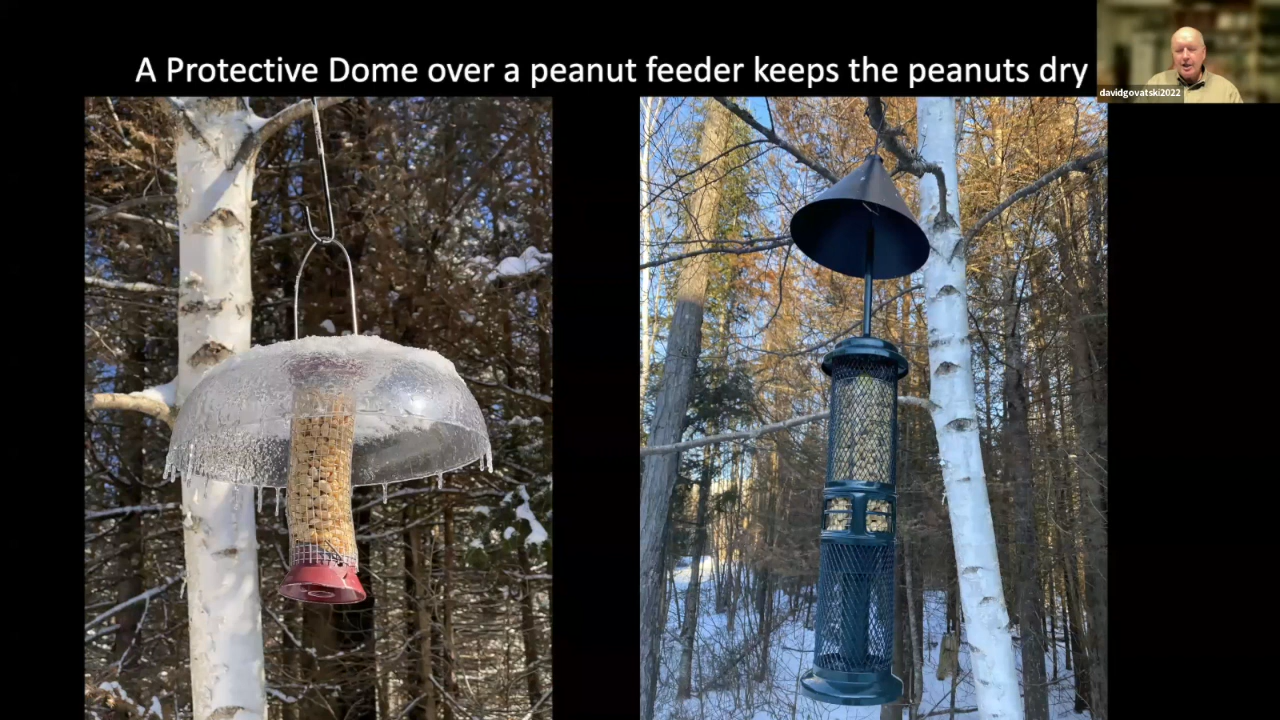 A Protective Dome over a peanut feeder keeps the peanuts dry
davidgovatski2022